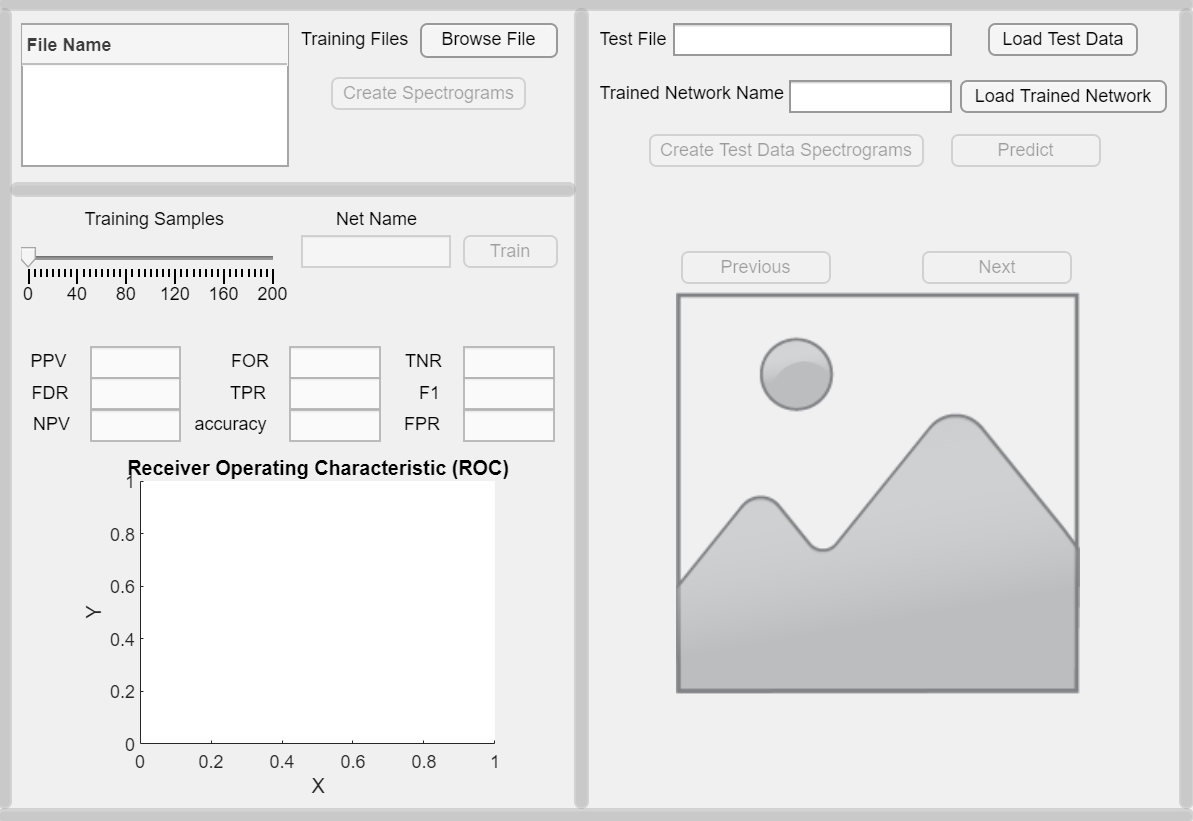 File Name
Training Files
Browse File
Create Spectrograms
Training Samples
0 40 80 120 160 200
Net Name
Train
PPV FOR TNR
FDR TPR F1
NPV accuracy FPR
Receiver Operating Characteristic (ROC)
1
0.8
0.6
0.4
0.2
0
Y
0 0.2 0.4 0.6 0.8 1
X
Test File
Load Test Data
Trained Network Name
Load Trained Network
Create Test Data Spectrograms
Predict
Previous
Next